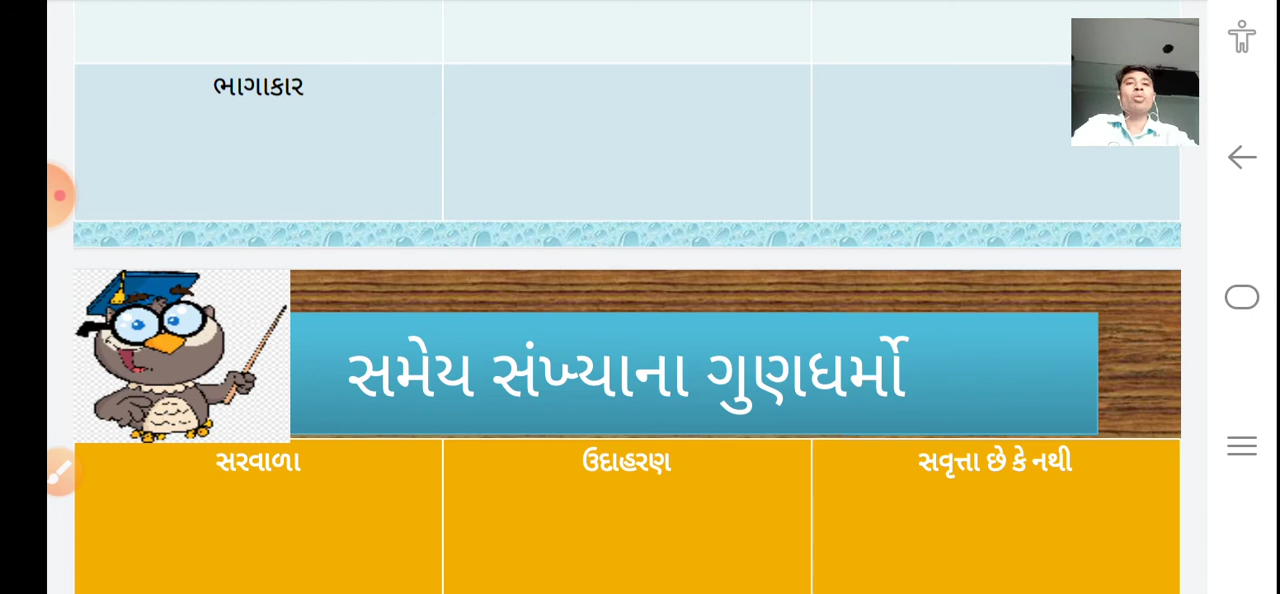 ભાગાકાર
સમેય સંખ્યાના ગુણધર્મો
સરવાળા
ઉદાહરણ
સવૃત્તા છે કે નથી